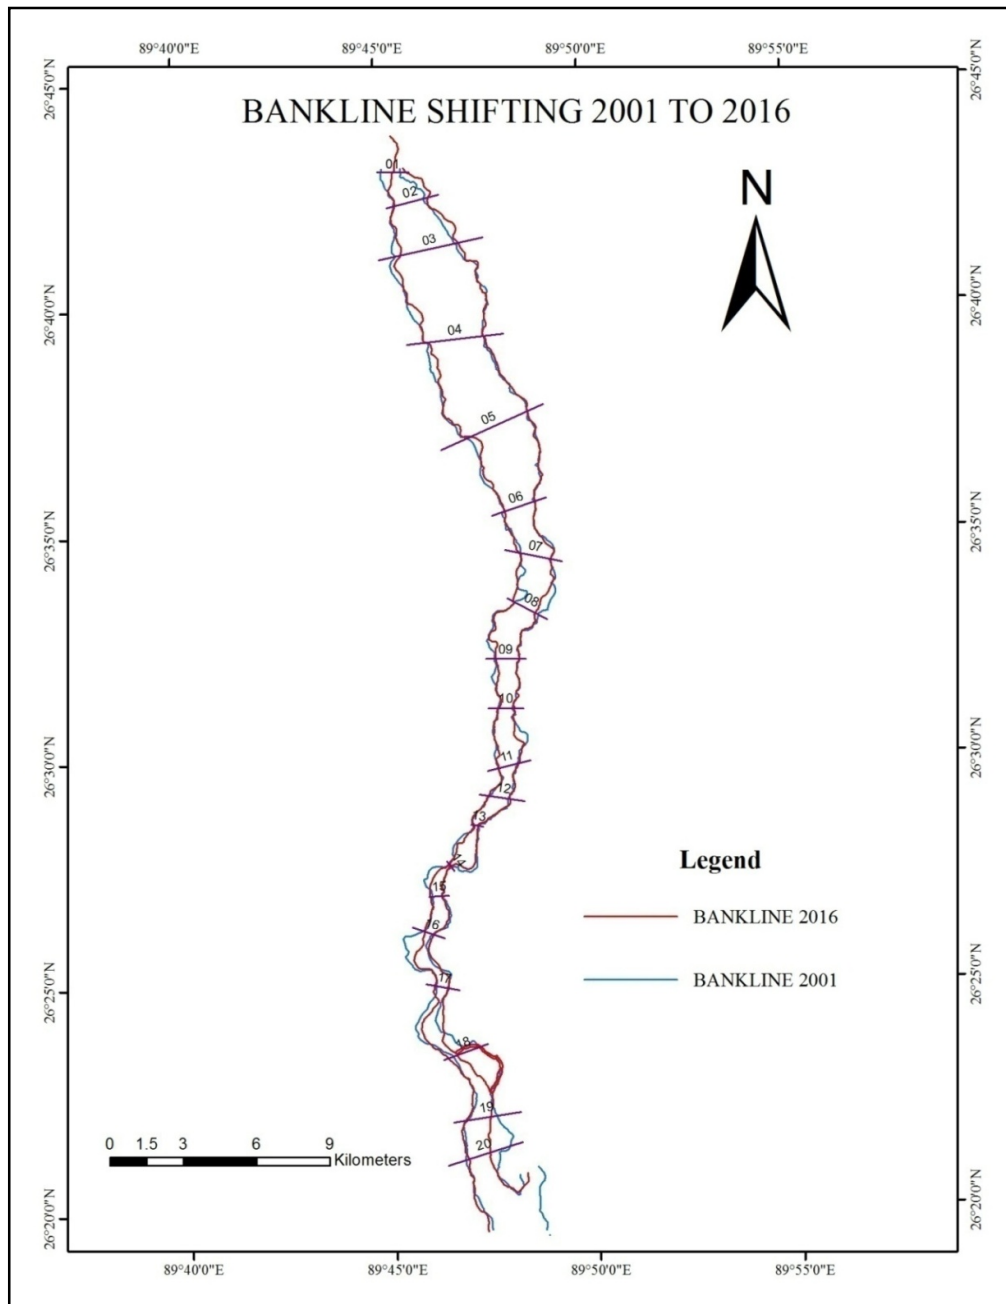 89°40'0"E 89°45'0"E 89°50'0"E 89°55'0"E
26°45'0"N 26°45'0"N
BANKLINE SHIFTING 2001 TO 2016
N
01
02
03
26°40'0"N 26°40'0"N
04
05
06
26°35'0"N 26°35'0"N
07
08
09
10
26°30'0"N 26°30'0"N
11
12
13
14
Legend
15
BANKLINE 2016
16
26°25'0"N 26°25'0"N
17
BANKLINE 2001
18
19
20
0 1.5 3 6 9
Kilometers
26°20'0"N 26°20'0"N
89°40'0"E 89°45'0"E 89°50'0"E 89°55'0"E